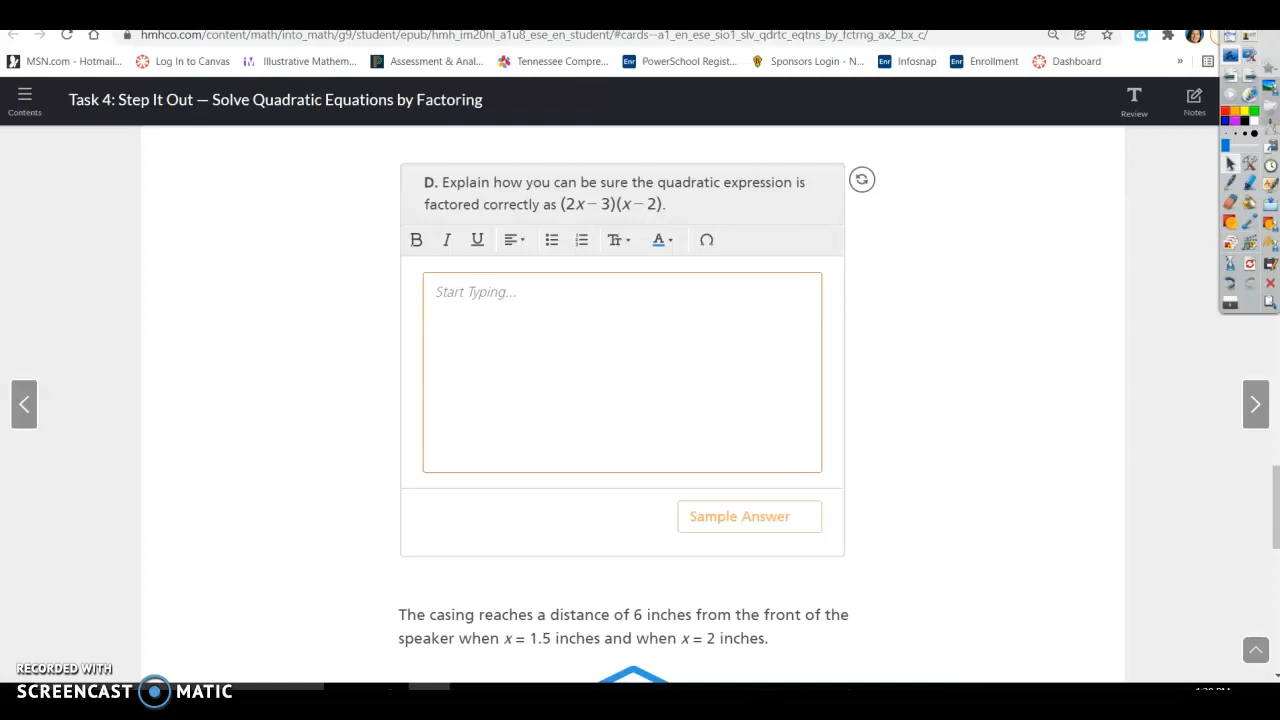 hmhco.com/content/math/into_math/g9/student/epub/hmh_im20nl_a1u8_ese_en_student/#cards--a1_en_ese_sio1_slv_qdrtc_eqtns_by_fctrng_ax2_bx_c/
MSN.com - Hotmail... Log In to Canvas Illustrative Mathem... Assessment & Anal... Tennessee Compre... Enr PowerSchool Regist... Sponsors Login - N... Enr Infosnap Enr Enrollment Dashboard »
Contents
Task 4: Step It Out — Solve Quadratic Equations by Factoring
Review
Notes
D. Explain how you can be sure the quadratic expression is
factored correctly as (2x − 3)(x − 2).
B I U A Ω
Start Typing...
Sample Answer
The casing reaches a distance of 6 inches from the front of the
speaker when x = 1.5 inches and when x = 2 inches.
RECORDED WITH
SCREENCAST MATIC